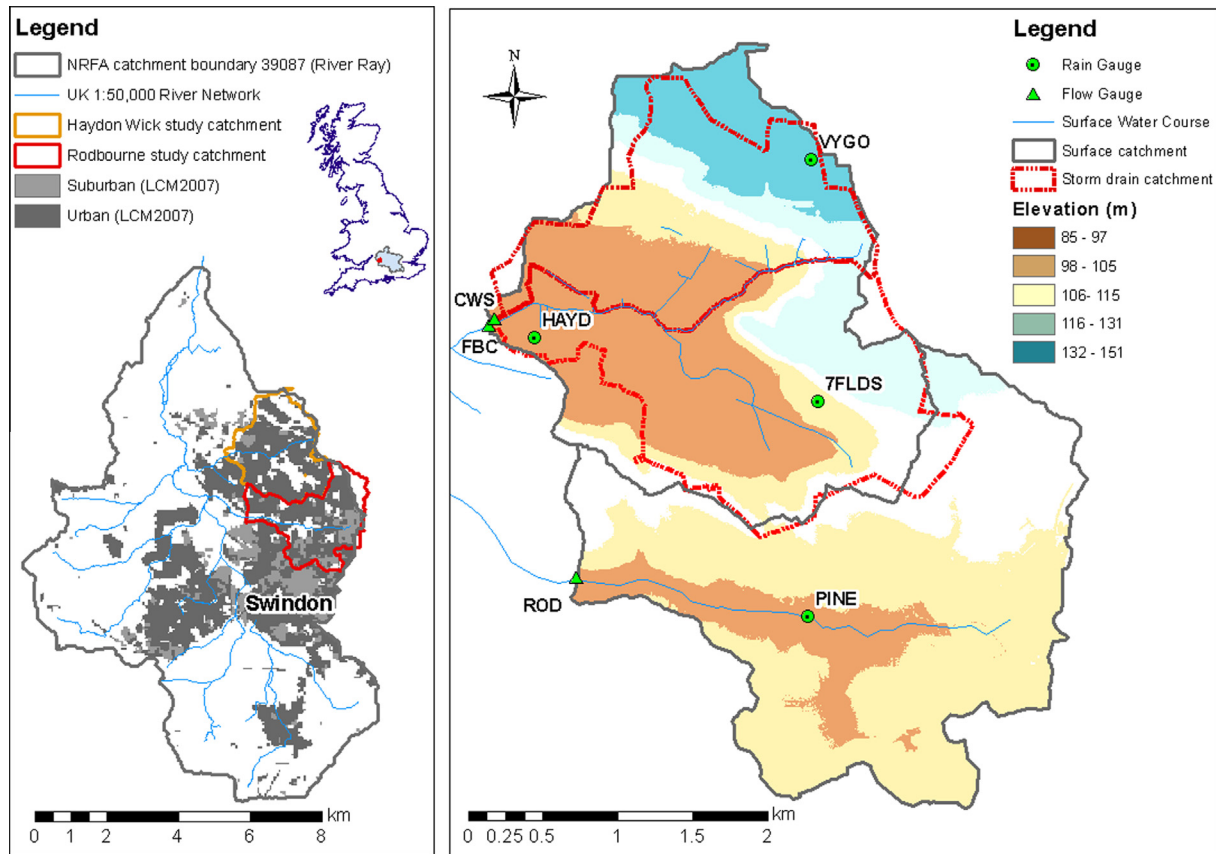 Legend
NRFA catchment boundary 39087 (River Ray)
UK 1:50,000 River Network
Haydon Wick study catchment
Rodbourne study catchment
Suburban (LCM2007)
Urban (LCM2007)
Swindon
km
0 1 2 4 6 8
N
Legend
Rain Gauge
Flow Gauge
Surface Water Course
Surface catchment
Storm drain catchment
Elevation (m)
85 - 97
98 - 105
106- 115
116 - 131
132 - 151
VYGO
CWS
HAYD
FBC
7FLDS
ROD
PINE
km
0 0.25 0.5 1 1.5 2